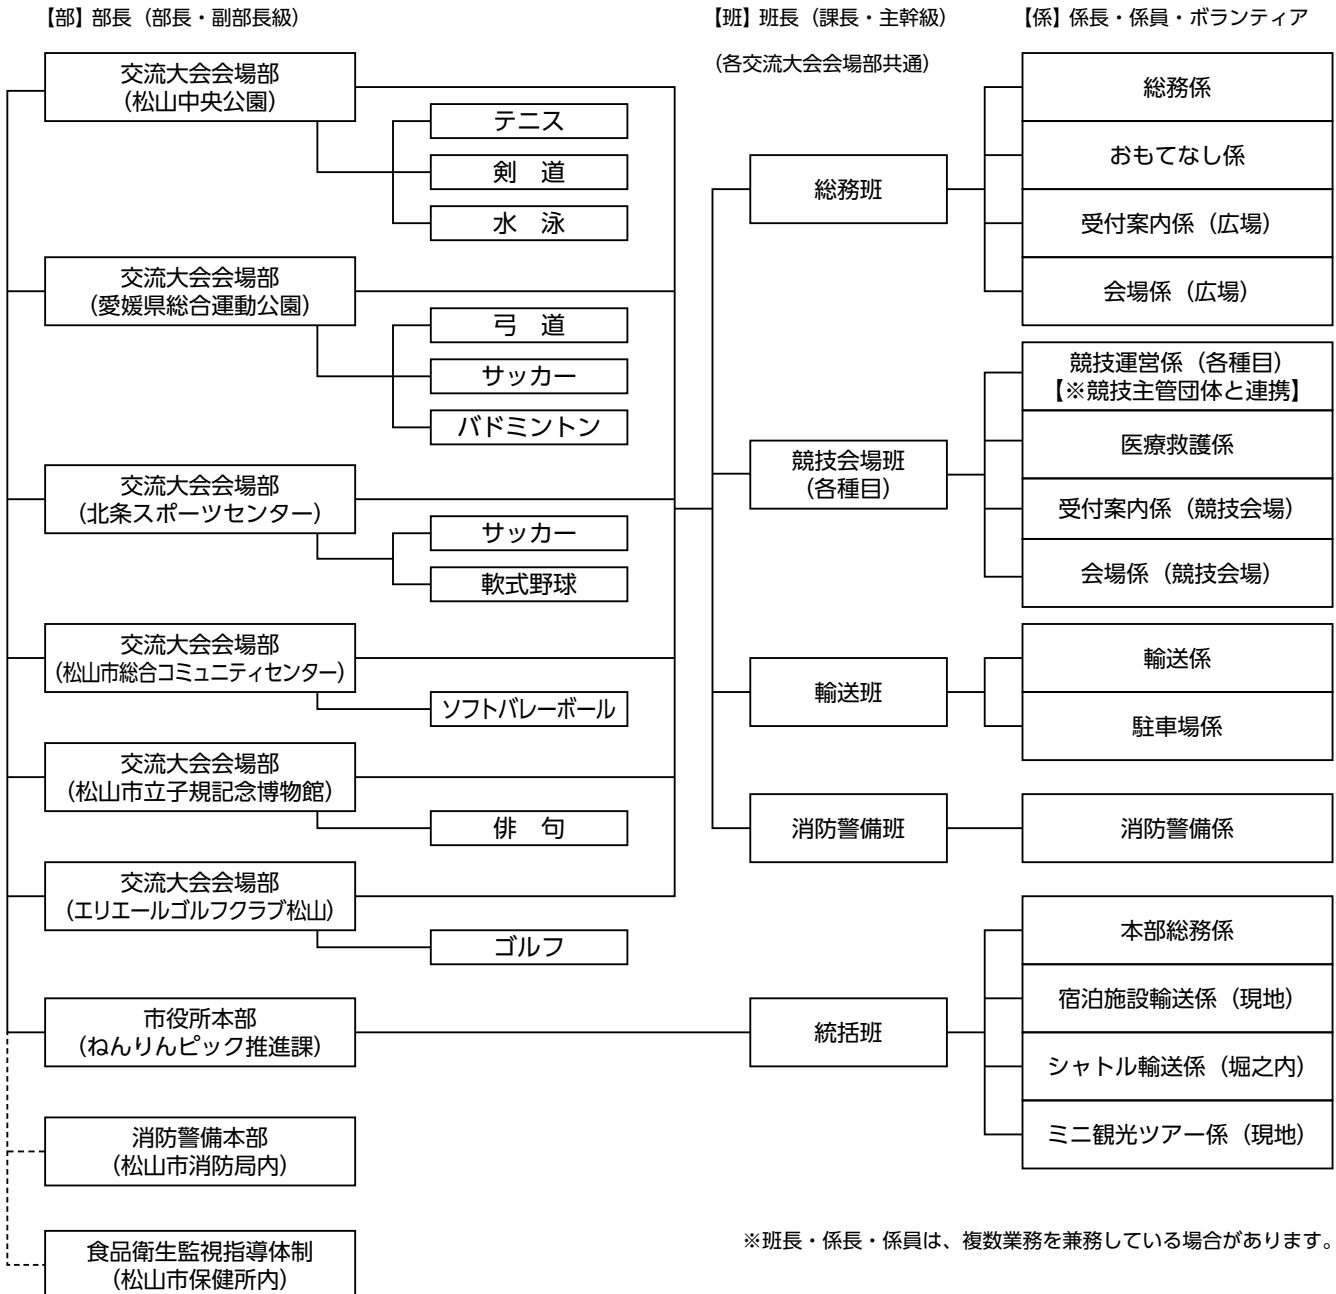 【部】部長（部長・副部長級）
交流大会会場部
（松山中央公園）
テニス
剣　道
水　泳
交流大会会場部
（愛媛県総合運動公園）
弓　道
サッカー
バドミントン
交流大会会場部
（北条スポーツセンター）
サッカー
軟式野球
交流大会会場部
（松山市総合コミュニティセンター）
ソフトバレーボール
交流大会会場部
（松山市立子規記念博物館）
俳　句
交流大会会場部
（エリエールゴルフクラブ松山）
ゴルフ
市役所本部
（ねんりんピック推進課）
消防警備本部
（松山市消防局内）
食品衛生監視指導体制
（松山市保健所内）
【班】班長（課長・主幹級）
（各交流大会会場部共通）
総務班
競技会場班
（各種目）
輸送班
消防警備班
統括班
【係】係長・係員・ボランティア
総務係
おもてなし係
受付案内係（広場）
会場係（広場）
競技運営係（各種目）
【※競技主管団体と連携】
医療救護係
受付案内係（競技会場）
会場係（競技会場）
輸送係
駐車場係
消防警備係
本部総務係
宿泊施設輸送係（現地）
シャトル輸送係（堀之内）
ミニ観光ツアー係（現地）
※班長・係長・係員は、複数業務を兼務している場合があります。